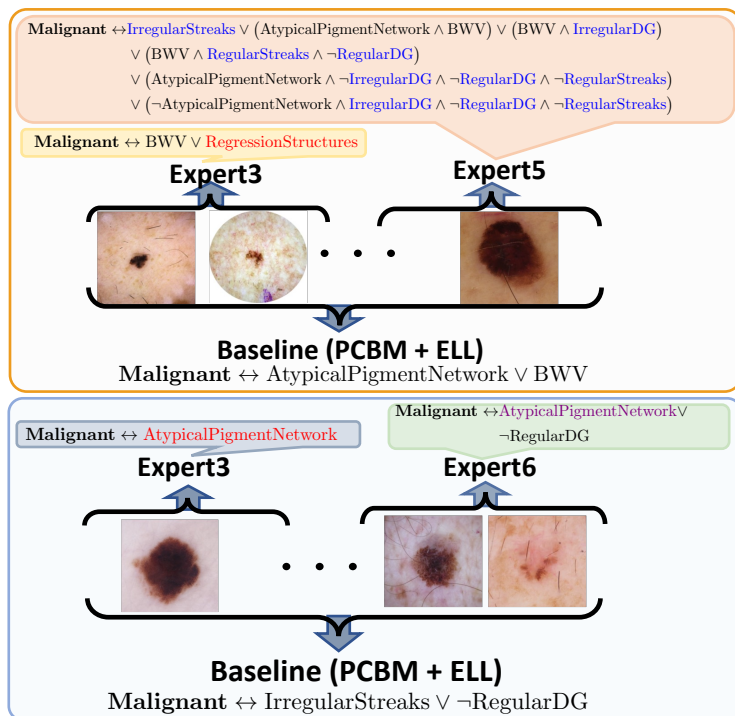 Malignant ↔IrregularStreaks ∨ (AtypicalPigmentNetwork ∧ BWV) ∨ (BWV ∧ IrregularDG)
∨ (BWV ∧ RegularStreaks ∧ ¬RegularDG)
∨ (AtypicalPigmentNetwork ∧ ¬IrregularDG ∧ ¬RegularDG ∧ ¬RegularStreaks)
∨ (¬AtypicalPigmentNetwork ∧ IrregularDG ∧ ¬RegularDG ∧ ¬RegularStreaks)
Malignant ↔ BWV ∨ RegressionStructures
Expert3 Expert5
Baseline (PCBM + ELL)
Malignant ↔ AtypicalPigmentNetwork ∨ BWV
Malignant ↔ AtypicalPigmentNetwork
Malignant ↔AtypicalPigmentNetwork∨
¬RegularDG
Expert3 Expert6
Baseline (PCBM + ELL)
Malignant ↔ IrregularStreaks ∨ ¬RegularDG